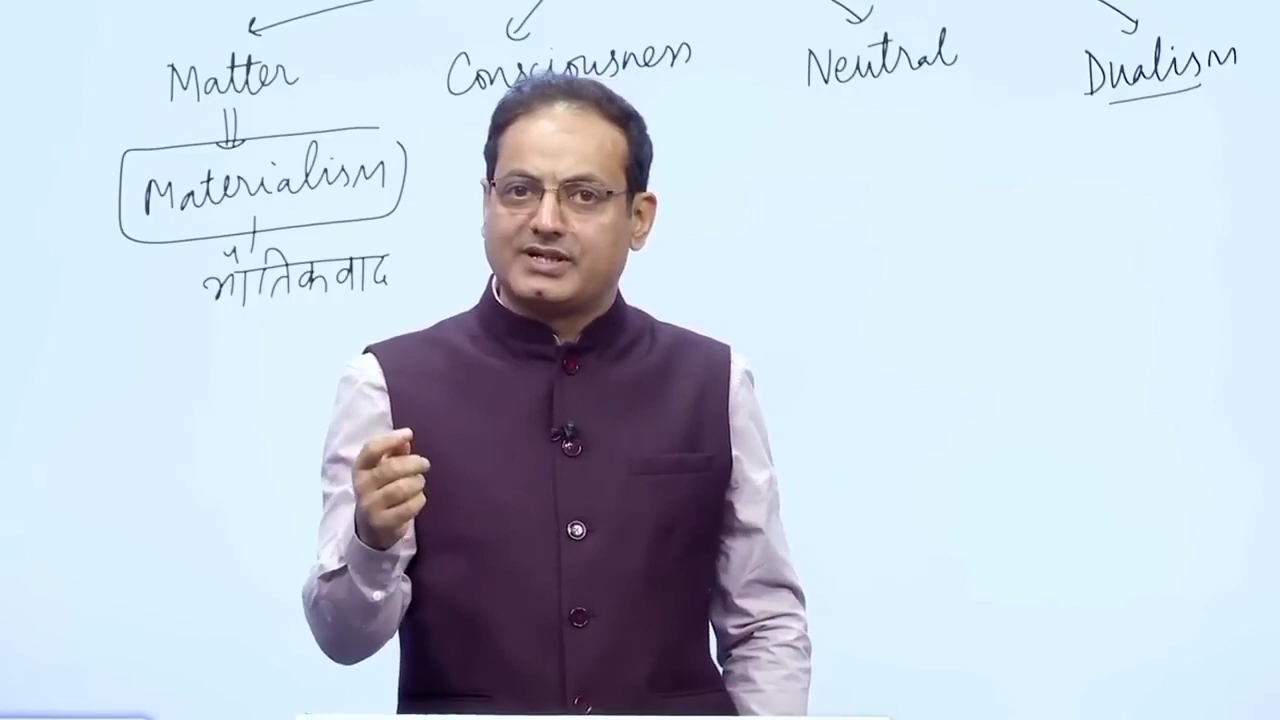 Matter Consciousness Neutral Dualism
Materialism
भौतिकवाद